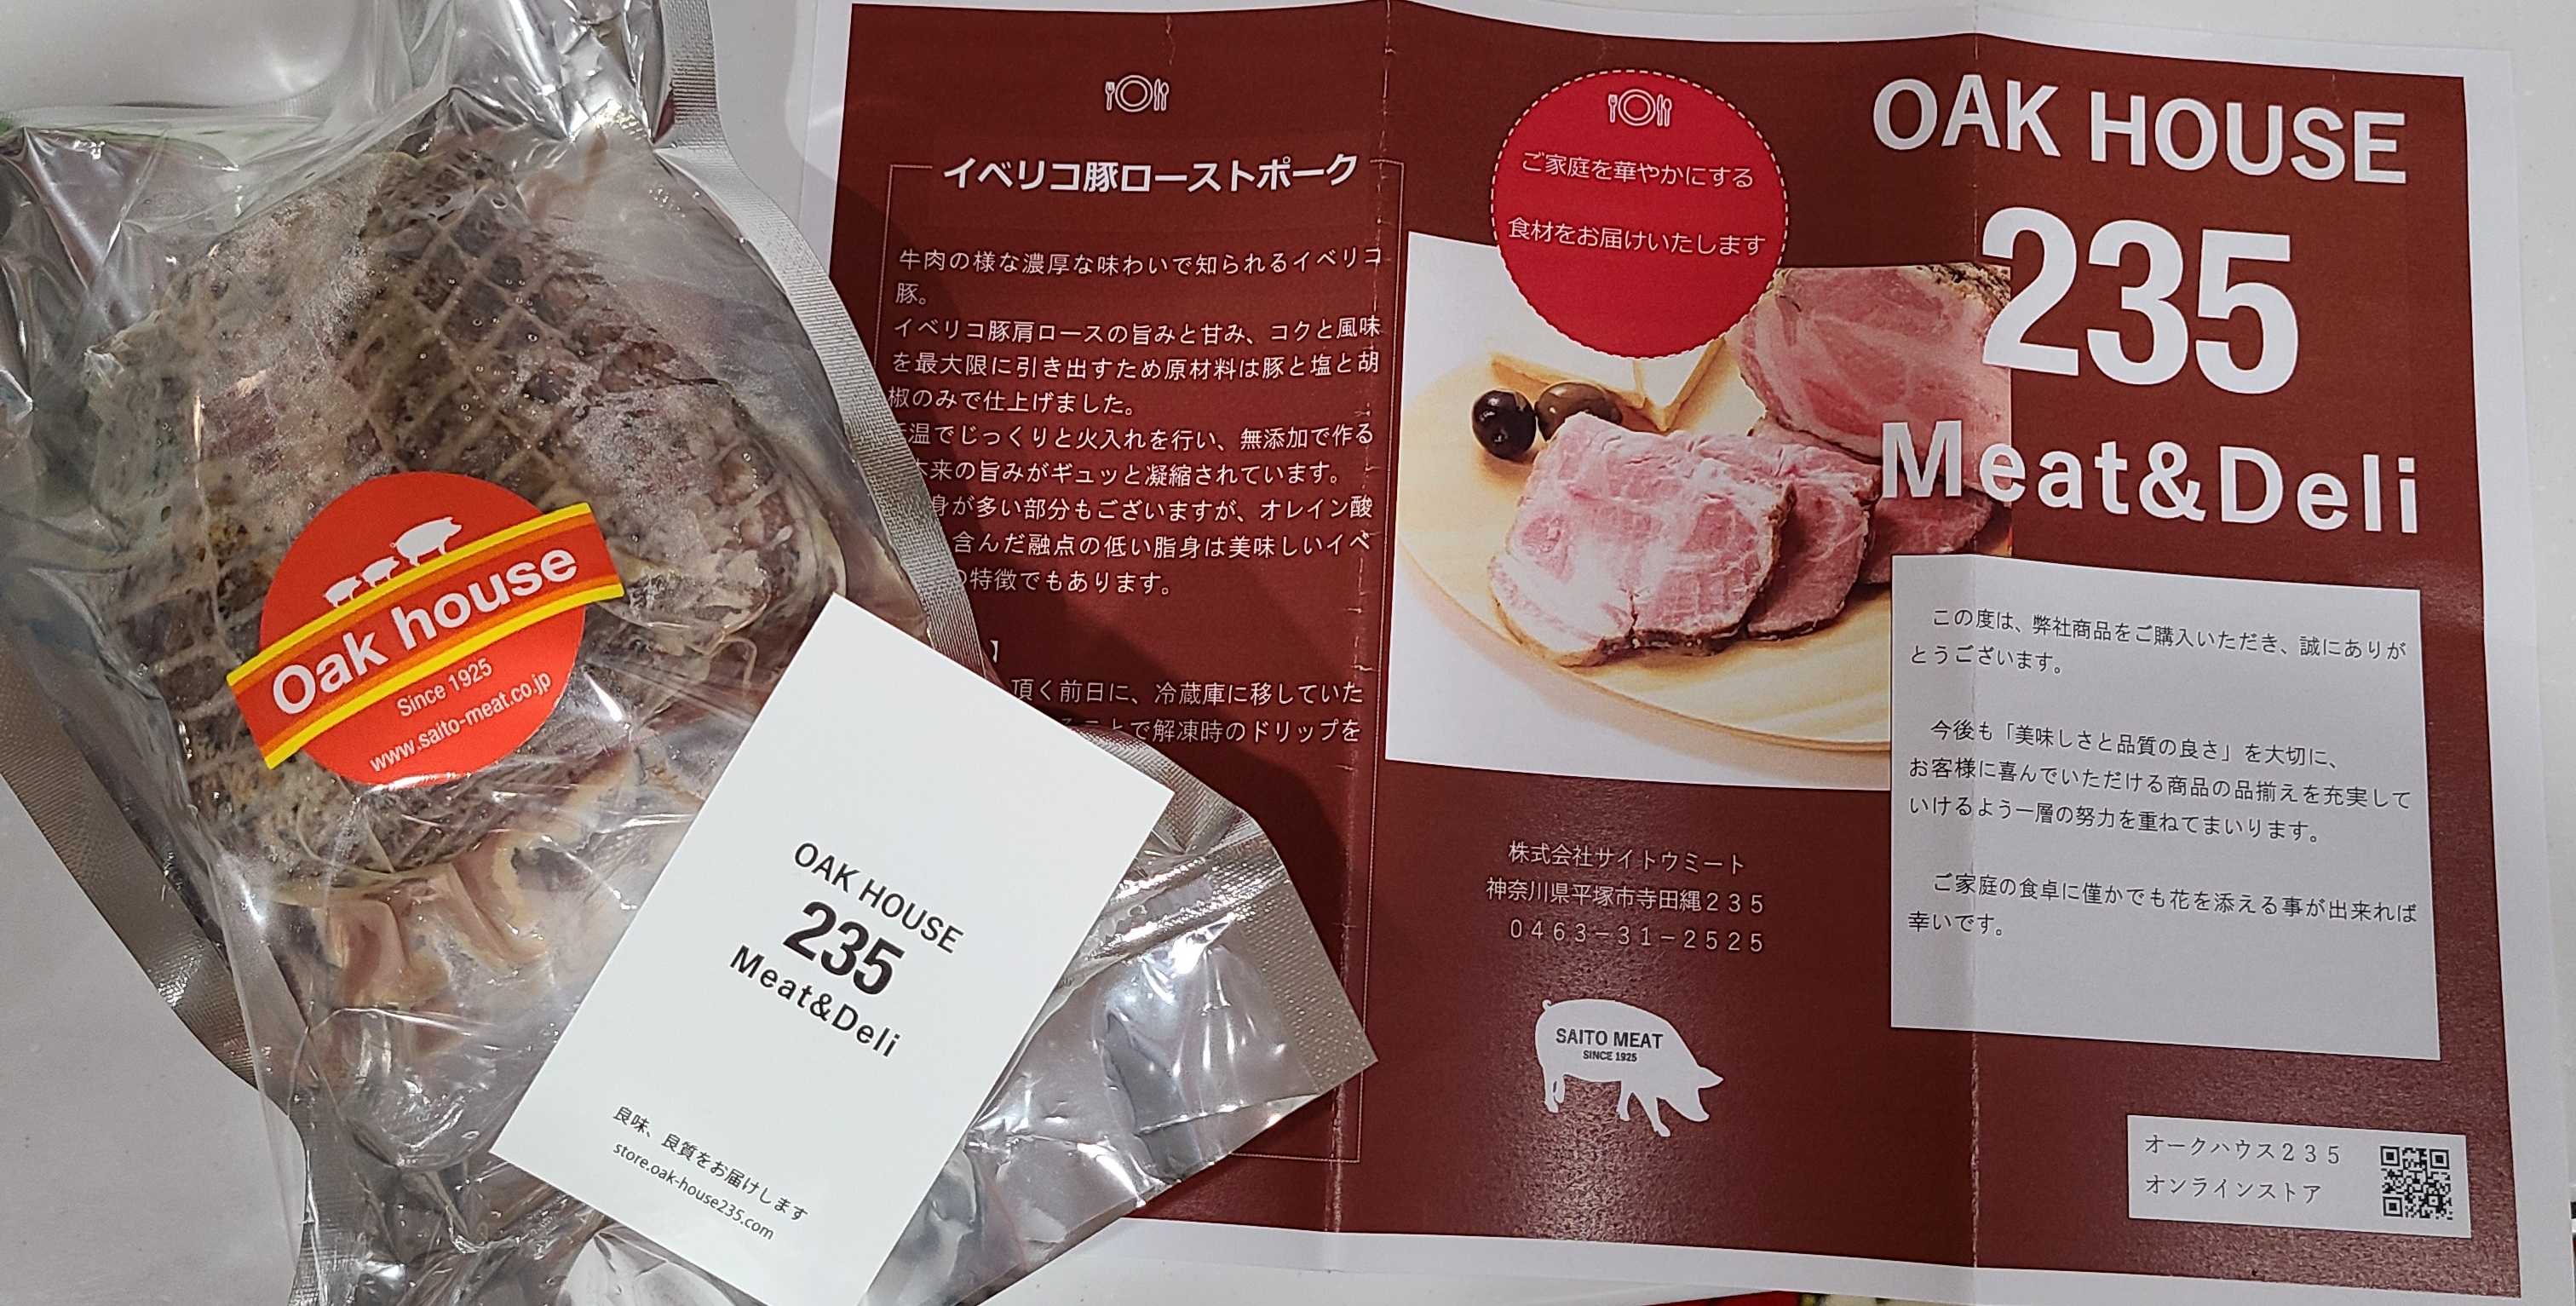 Oak house
Since 1925
www.saito-meat.co.jp
OAK HOUSE
235
Meat&Deli
良味、良質をお届けします
store.oak-house235.com
イベリコ豚ローストポーク
牛肉の様な濃厚な味わいで知られるイベリコ
豚。
イベリコ豚肩ロースの旨みと甘み、コクと風味
を最大限に引き出すため原材料は豚と塩と胡
椒のみで仕上げました。
温でじっくりと火入れを行い、無添加で作る
本来の旨みがギュッと凝縮されています。
身が多い部分もございますが、オレイン酸
含んだ融点の低い脂身は美味しいイベ
の特徴でもあります。
】
頂く前日に、冷蔵庫に移していた
ことで解凍時のドリップを
ご家庭を華やかにする
食材をお届けいたします
株式会社サイトウミート
神奈川県平塚市寺田縄２３５
０４６３－３１－２５２５
SAITO MEAT
SINCE 1925
OAK HOUSE
235
Meat&Deli
この度は、弊社商品をご購入いただき、誠にありが
とうございます。
今後も「美味しさと品質の良さ」を大切に、
お客様に喜んでいただける商品の品揃えを充実して
いけるよう一層の努力を重ねてまいります。
ご家庭の食卓に僅かでも花を添える事が出来れば
幸いです。
オークハウス２３５
オンラインストア